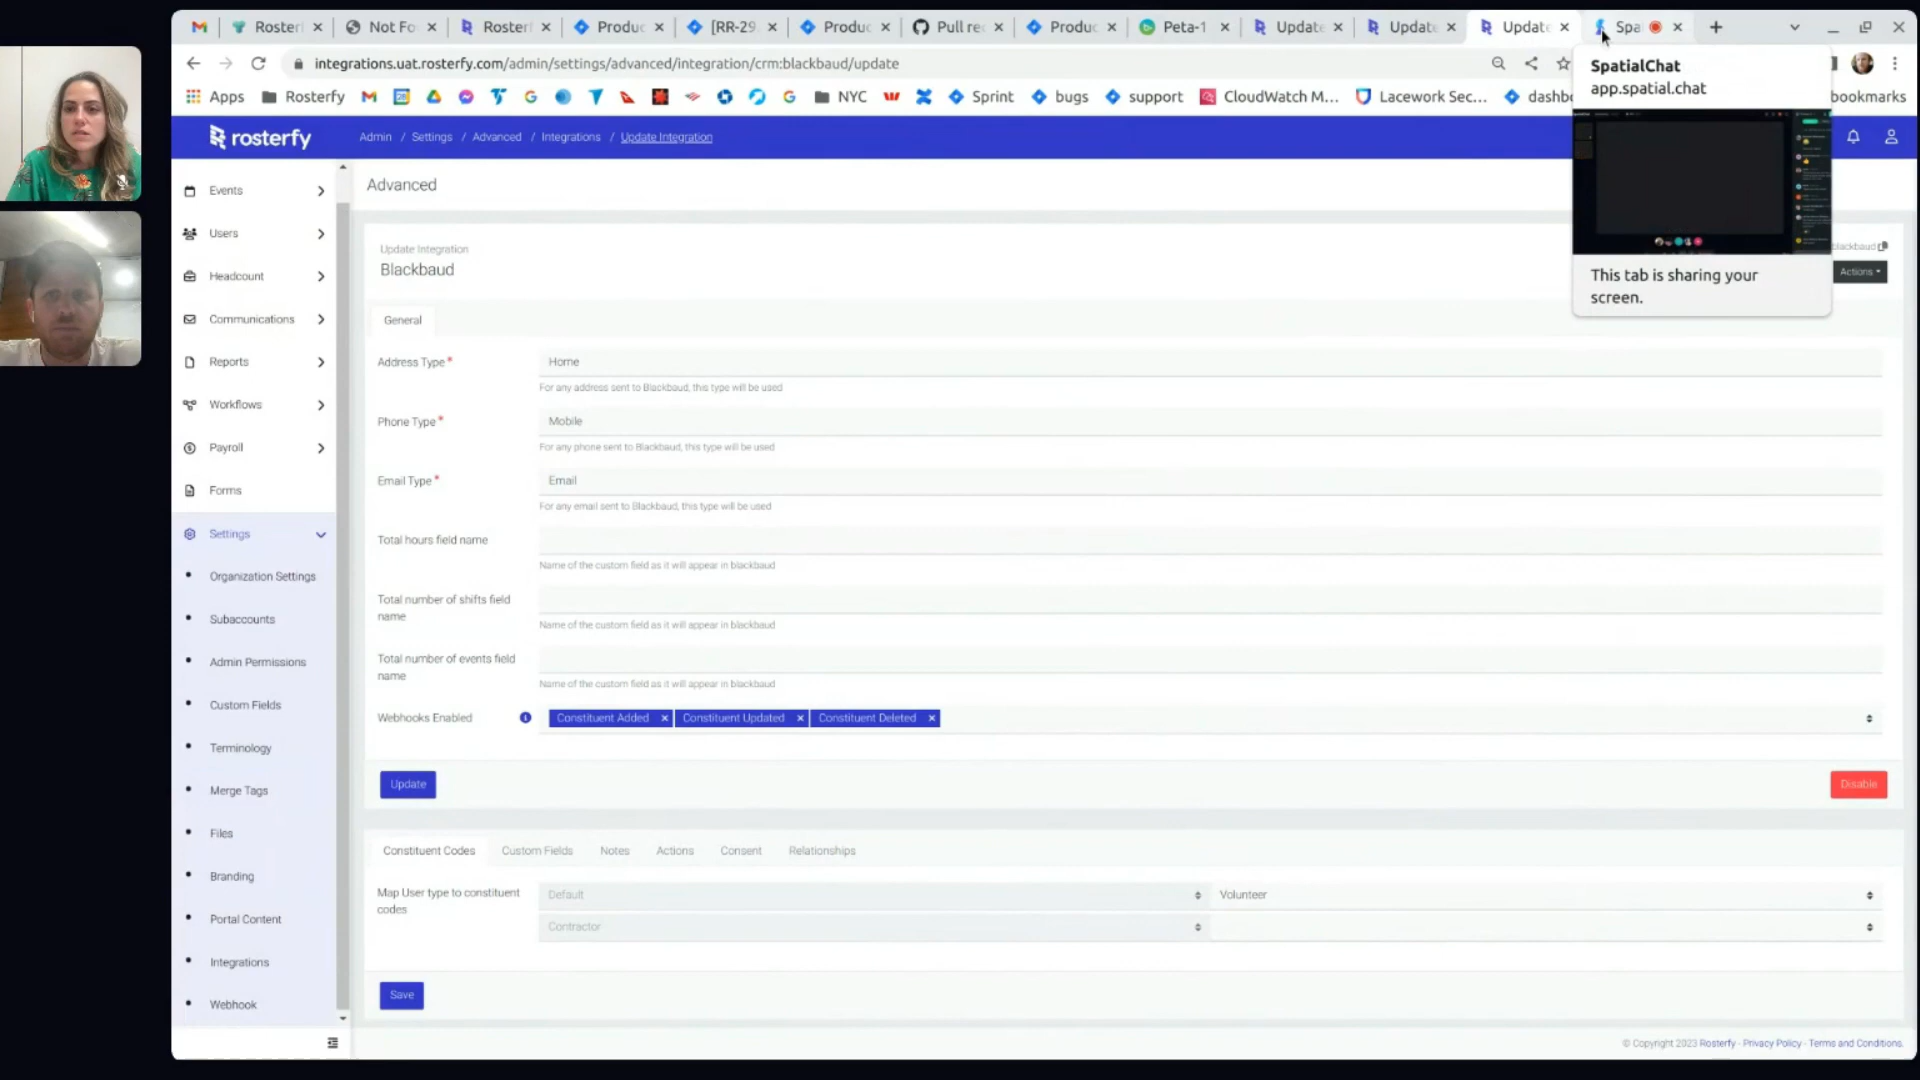 Roster
Not Fo
Roster
Produc
[RR-29
Produc
Pull re
Produc
Peta-1
Update
Update
Update
Spa
integrations.uat.rosterfy.com/admin/settings/advanced/integration/crm:blackbaud/update
Apps
Rosterfy
NYC
Sprint
bugs
support
CloudWatch M...
Lacework Sec...
dashb
bookmarks
SpatialChat
app.spatial.chat
This tab is sharing your
screen.
rosterfy
Admin / Settings / Advanced / Integrations / Update Integration
Events
Users
Headcount
Communications
Reports
Workflows
Payroll
Forms
Settings
Organization Settings
Subaccounts
Admin Permissions
Custom Fields
Terminology
Merge Tags
Files
Branding
Portal Content
Integrations
Webhook
Advanced
Update Integration
Blackbaud
blackbaud
Actions
General
Address Type*
Home
For any address sent to Blackbaud, this type will be used
Phone Type*
Mobile
For any phone sent to Blackbaud, this type will be used
Email Type*
Email
For any email sent to Blackbaud, this type will be used
Total hours field name
Name of the custom field as it will appear in blackbaud
Total number of shifts field
name
Name of the custom field as it will appear in blackbaud
Total number of events field
name
Name of the custom field as it will appear in blackbaud
Webhooks Enabled
Constituent Added × Constituent Updated × Constituent Deleted ×
Update
Disable
Constituent Codes
Custom Fields
Notes
Actions
Consent
Relationships
Map User type to constituent
codes
Default
Volunteer
Contractor
Save
© Copyright 2023 Rosterfy - Privacy Policy - Terms and Conditions.